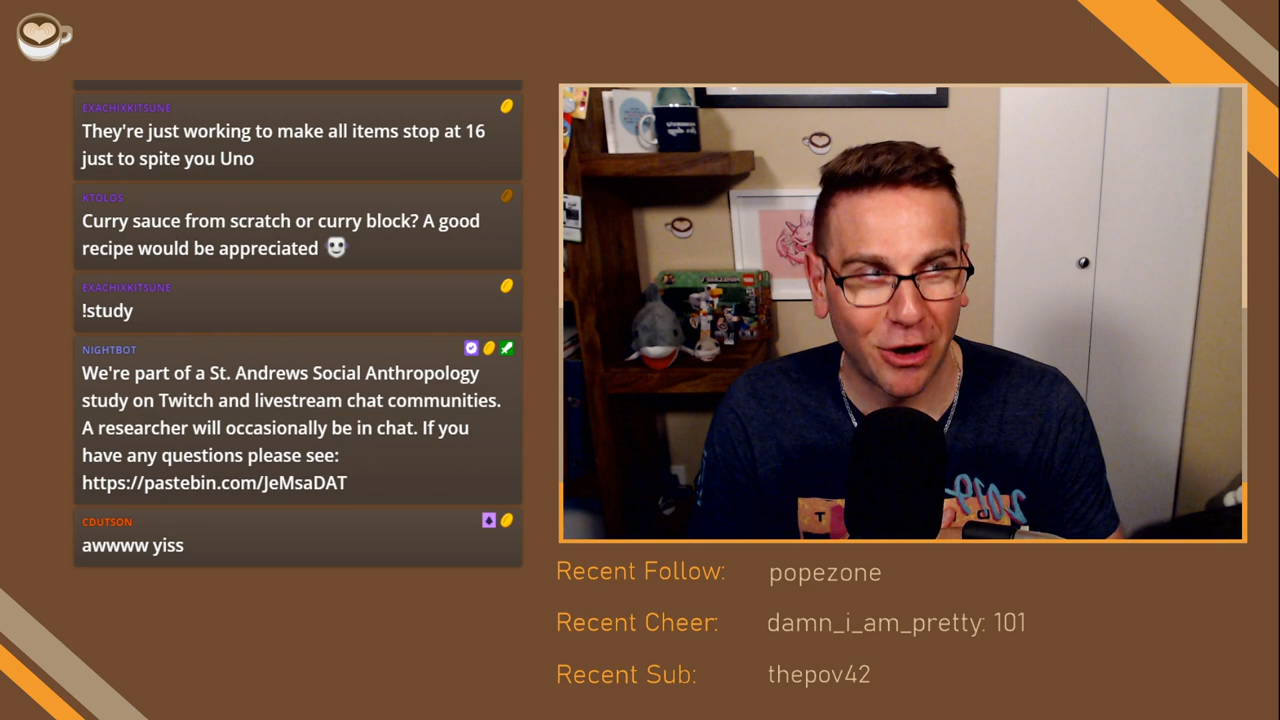 EXACHIXKITSUNE
They're just working to make all items stop at 16
just to spite you Uno
KTOLOS
Curry sauce from scratch or curry block? A good
recipe would be appreciated
EXACHIXKITSUNE
!study
NIGHTBOT
We're part of a St. Andrews Social Anthropology
study on Twitch and livestream chat communities.
A researcher will occasionally be in chat. If you
have any questions please see:
https://pastebin.com/JeMsaDAT
CDUTSON
awwww yiss
Recent Follow: popezone
Recent Cheer: damn_i_am_pretty: 101
Recent Sub: thepov42